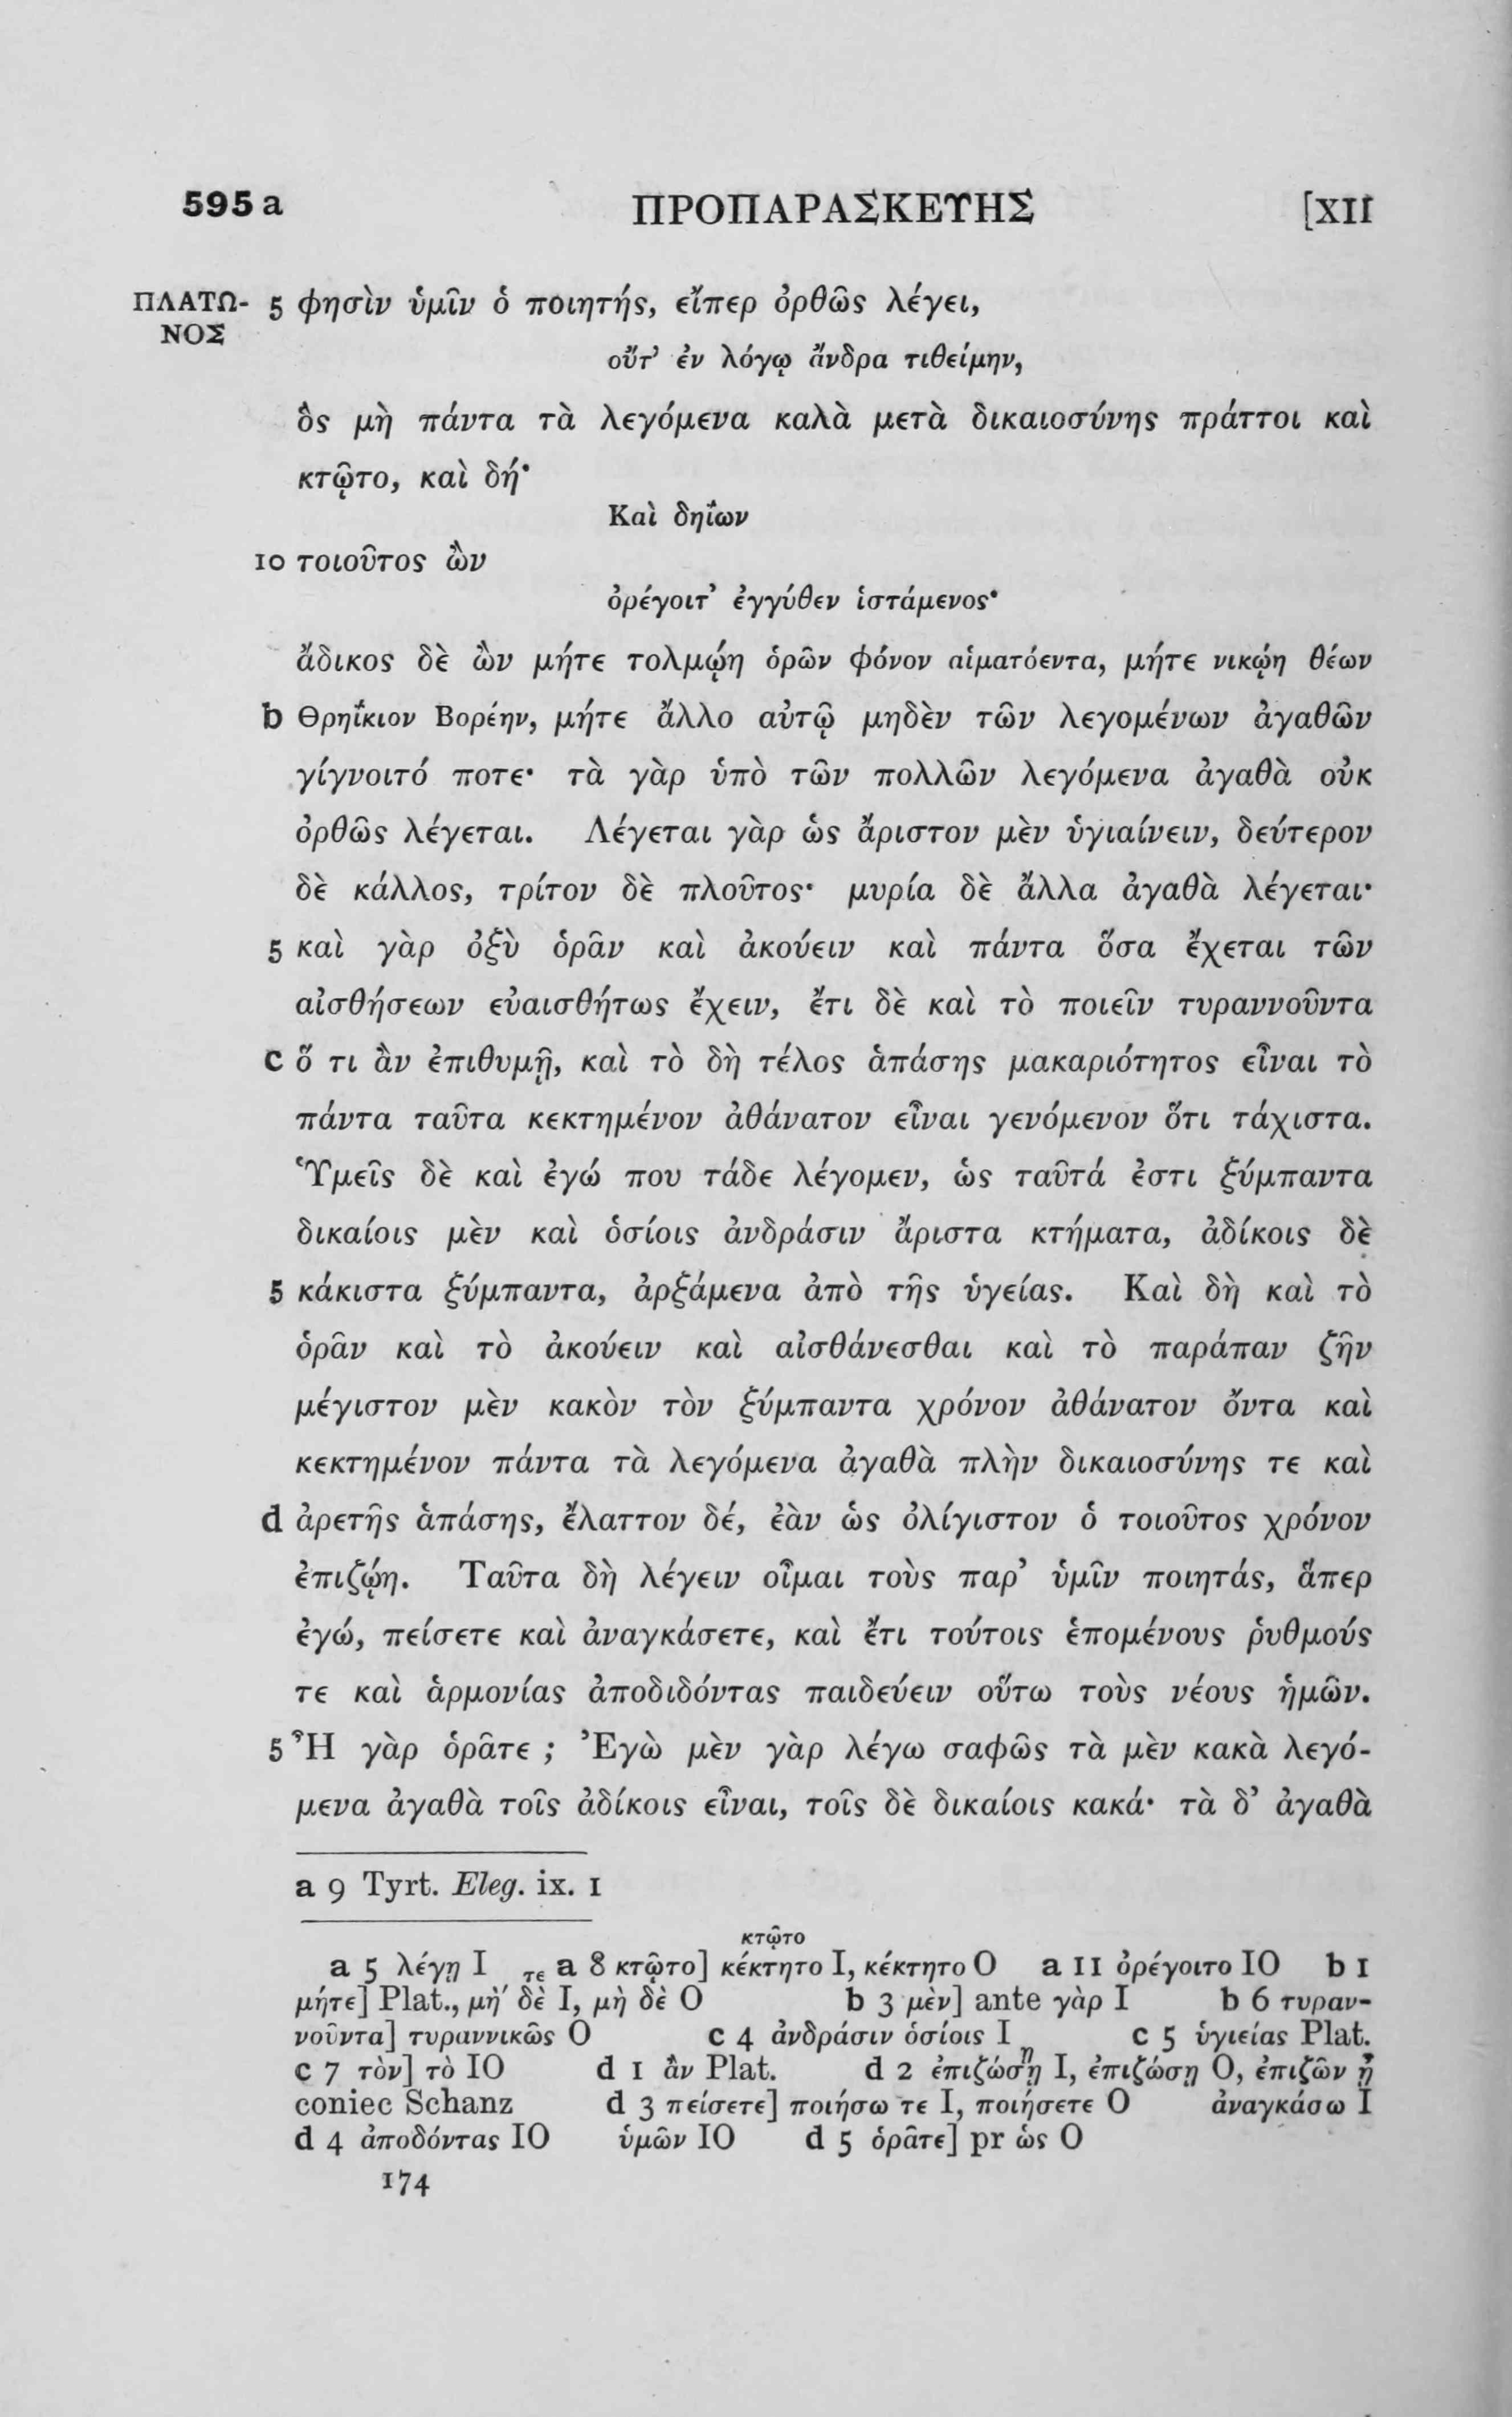 595 a ΠΡΟΠΑΡΑΣΚΕΥΗΣ [XII
ΠΛΑΤΩ- 5 φησὶν ὑμῖν ὁ ποιητής, εἴπερ ὀρθῶς λέγει,
ΝΟΣ
οὔτ’ ἐν λόγῳ ἄνδρα τιθείμην,
ὃς μὴ πάντα τὰ λεγόμενα καλὰ μετὰ δικαιοσύνης πράττοι καὶ
κτῷτο, καὶ δή·
Καὶ δηΐων
10 τοιοῦτος ὢν
ὀρέγοιτ’ ἐγγύθεν ἱστάμενος·
ἄδικος δὲ ὢν μήτε τολμῴη ὁρῶν φόνον αἱματόεντα, μήτε νικῴη θέων
b Θρηΐκιον Βορέην, μήτε ἄλλο αὐτῷ μηδὲν τῶν λεγομένων ἀγαθῶν
γίγνοιτό ποτε· τὰ γὰρ ὑπὸ τῶν πολλῶν λεγόμενα ἀγαθὰ οὐκ
ὀρθῶς λέγεται. Λέγεται γὰρ ὡς ἄριστον μὲν ὑγιαίνειν, δεύτερον
δὲ κάλλος, τρίτον δὲ πλοῦτος· μυρία δὲ ἄλλα ἀγαθὰ λέγεται·
5 καὶ γὰρ ὀξὺ ὁρᾶν καὶ ἀκούειν καὶ πάντα ὅσα ἔχεται τῶν
αἰσθήσεων εὐαισθήτως ἔχειν, ἔτι δὲ καὶ τὸ ποιεῖν τυραννοῦντα
c ὅ τι ἂν ἐπιθυμῇ, καὶ τὸ δὴ τέλος ἁπάσης μακαριότητος εἶναι τὸ
πάντα ταῦτα κεκτημένον ἀθάνατον εἶναι γενόμενον ὅτι τάχιστα.
Ὑμεῖς δὲ καὶ ἐγώ που τάδε λέγομεν, ὡς ταῦτά ἐστι ξύμπαντα
δικαίοις μὲν καὶ ὁσίοις ἀνδράσιν ἄριστα κτήματα, ἀδίκοις δὲ
5 κάκιστα ξύμπαντα, ἀρξάμενα ἀπὸ τῆς ὑγείας. Καὶ δὴ καὶ τὸ
ὁρᾶν καὶ τὸ ἀκούειν καὶ αἰσθάνεσθαι καὶ τὸ παράπαν ζῆν
μέγιστον μὲν κακὸν τὸν ξύμπαντα χρόνον ἀθάνατον ὄντα καὶ
κεκτημένον πάντα τὰ λεγόμενα ἀγαθὰ πλὴν δικαιοσύνης τε καὶ
d ἀρετῆς ἁπάσης, ἔλαττον δέ, ἐὰν ὡς ὀλίγιστον ὁ τοιοῦτος χρόνον
ἐπιζῴη. Ταῦτα δὴ λέγειν οἶμαι τοὺς παρ’ ὑμῖν ποιητάς, ἅπερ
ἐγώ, πείσετε καὶ ἀναγκάσετε, καὶ ἔτι τούτοις ἑπομένους ῥυθμούς
τε καὶ ἁρμονίας ἀποδιδόντας παιδεύειν οὕτω τοὺς νέους ἡμῶν.
5 Ἦ γὰρ ὁρᾶτε ; Ἐγὼ μὲν γὰρ λέγω σαφῶς τὰ μὲν κακὰ λεγό-
μενα ἀγαθὰ τοῖς ἀδίκοις εἶναι, τοῖς δὲ δικαίοις κακά· τὰ δ’ ἀγαθὰ
a 9 Tyrt. Eleg. ix. 1
κτῷτο
a 5 λέγῃ I a 8 κτῷτο] κέκτητο I, κέκτητο O a 11 ὀρέγοιτο IO b 1
τε
μήτε] Plat., μὴ δὲ I, μὴ δὲ O b 3 μὲν] ante γὰρ I b 6 τυραν-
νοῦντα] τυραννικῶς O c 4 ἀνδράσιν ὁσίοις I c 5 ὑγιείας Plat.
η
c 7 τὸν] τὸ IO d 1 ἂν Plat. d 2 ἐπιζώσῃ I, ἐπιζώσῃ O, ἐπιζῶν ᾖ
coniec Schanz d 3 πείσετε] ποιήσω τε I, ποιήσετε O ἀναγκάσω I
d 4 ἀποδόντας IO ὑμῶν IO d 5 ὁρᾶτε] pr ὡς O
174